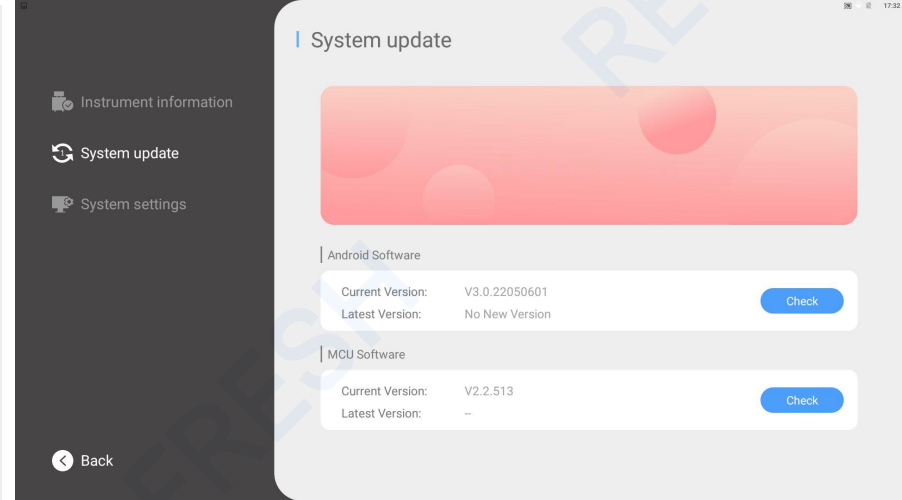 17:32
System update
Instrument information
System update
System settings
Back
Android Software
Current Version: V3.0.22050601
Latest Version: No New Version
Check
MCU Software
Current Version: V2.2.513
Latest Version: --
Check
FRESH